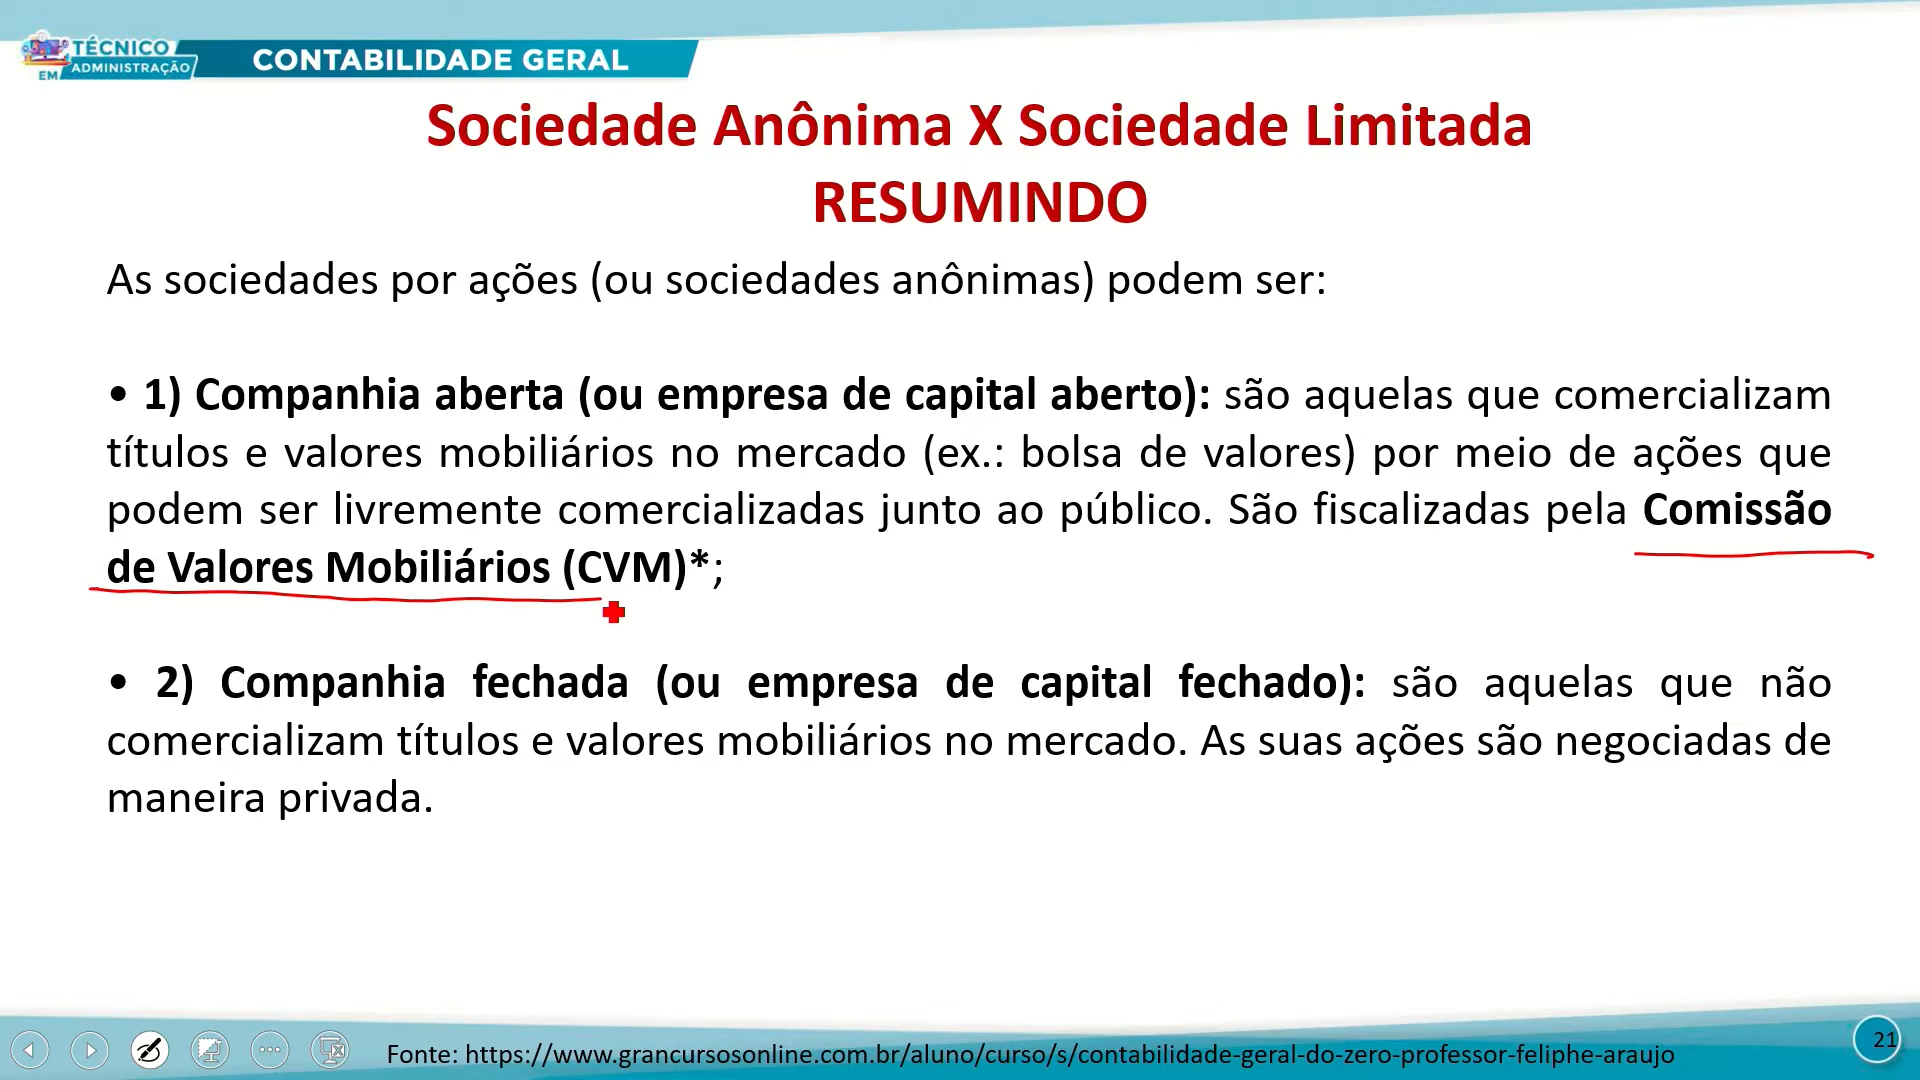 TÉCNICO
EM ADMINISTRAÇÃO
CONTABILIDADE GERAL
Sociedade Anônima X Sociedade Limitada
RESUMINDO
As sociedades por ações (ou sociedades anônimas) podem ser:
• 1) Companhia aberta (ou empresa de capital aberto): são aquelas que comercializam
títulos e valores mobiliários no mercado (ex.: bolsa de valores) por meio de ações que
podem ser livremente comercializadas junto ao público. São fiscalizadas pela Comissão
de Valores Mobiliários (CVM)*;
• 2) Companhia fechada (ou empresa de capital fechado): são aquelas que não
comercializam títulos e valores mobiliários no mercado. As suas ações são negociadas de
maneira privada.
Fonte: https://www.grancursosonline.com.br/aluno/curso/s/contabilidade-geral-do-zero-professor-feliphe-araujo
21